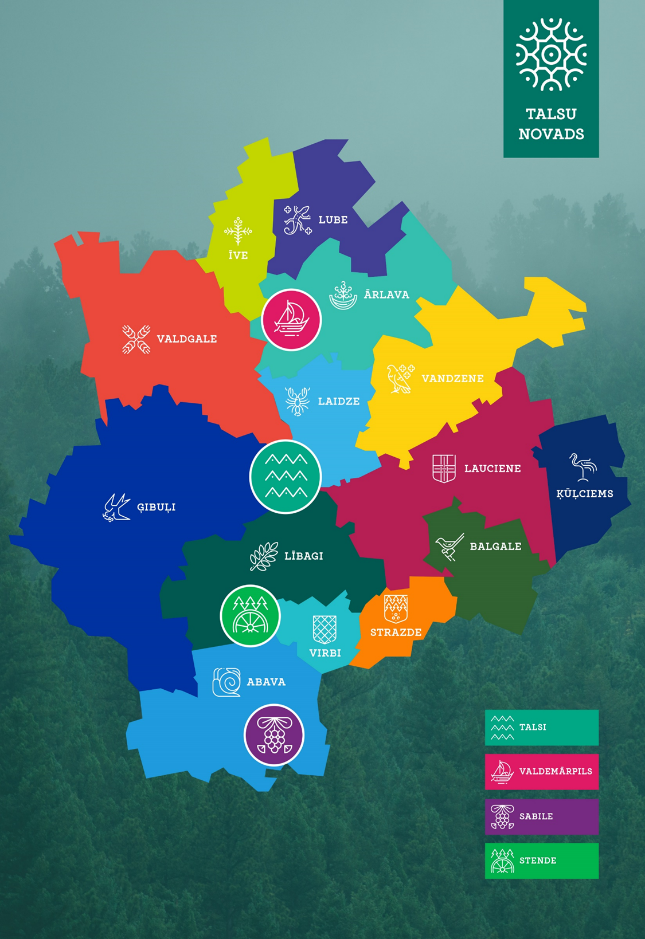 TALSU
NOVADS
LUBE
ĪVE
ĀRLAVA
VALDGALE
VANDZENE
LAIDZE
LAUCIENE
ĶŪĻCIEMS
ĢIBUĻI
BALGALE
LĪBAGI
STRAZDE
VIRBI
ABAVA
TALSI
VALDEMĀRPILS
SABILE
STENDE